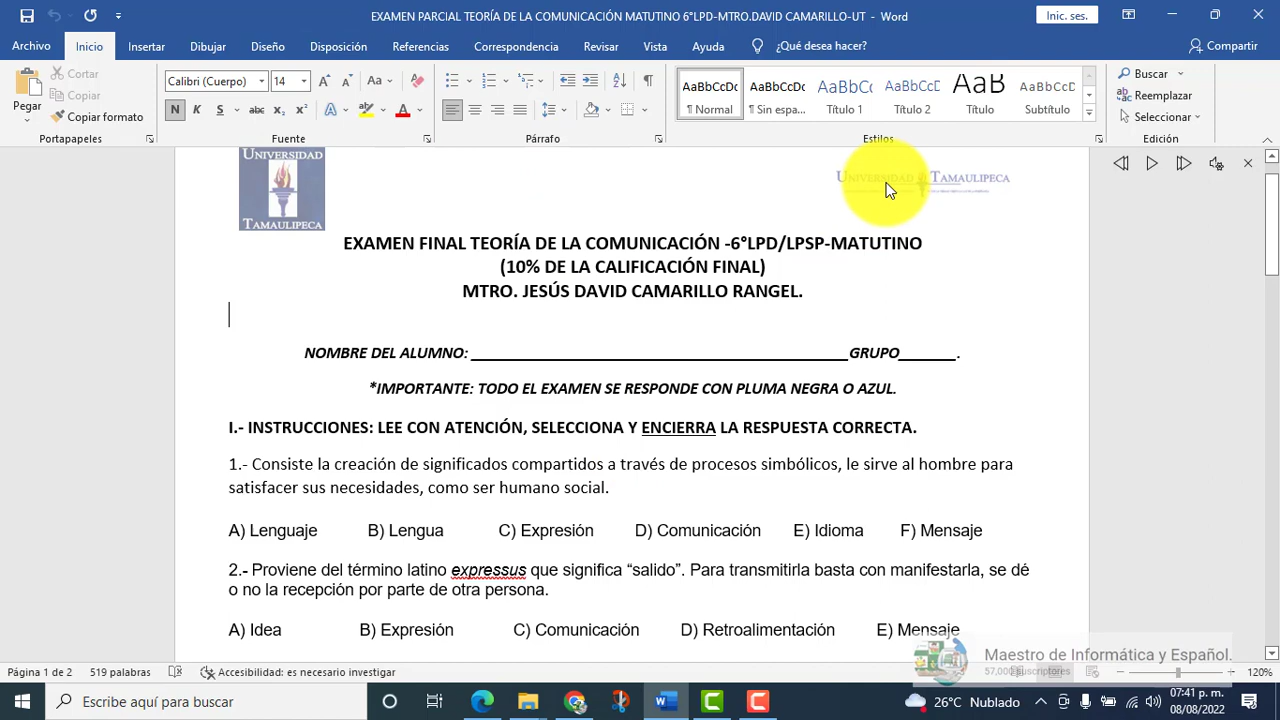 EXAMEN PARCIAL TEORÍA DE LA COMUNICACIÓN MATUTINO 6°LPD-MTRO.DAVID CAMARILLO-UT - Word
Inic. ses.
Archivo Inicio Insertar Dibujar Diseño Disposición Referencias Correspondencia Revisar Vista Ayuda ¿Qué desea hacer? Compartir
Pegar
Cortar
Copiar
Copiar formato
Portapapeles
Calibri (Cuerpo) 14
N K S abc x₂ x²
Fuente
Párrafo
AaBbCcDc AaBbCcDc AaBbCc AaBbCcD AaB AaBbCcD
¶ Normal ¶ Sin espa... Título 1 Título 2 Título Subtítulo
Estilos
Buscar
Reemplazar
Seleccionar
Edición
UNIVERSIDAD
TAMAULIPECA
UNIVERSIDAD TAMAULIPECA
EXAMEN FINAL TEORÍA DE LA COMUNICACIÓN -6°LPD/LPSP-MATUTINO
(10% DE LA CALIFICACIÓN FINAL)
MTRO. JESÚS DAVID CAMARILLO RANGEL.
NOMBRE DEL ALUMNO: ________________________________________GRUPO______.
*IMPORTANTE: TODO EL EXAMEN SE RESPONDE CON PLUMA NEGRA O AZUL.
I.- INSTRUCCIONES: LEE CON ATENCIÓN, SELECCIONA Y ENCIERRA LA RESPUESTA CORRECTA.
1.- Consiste la creación de significados compartidos a través de procesos simbólicos, le sirve al hombre para
satisfacer sus necesidades, como ser humano social.
A) Lenguaje B) Lengua C) Expresión D) Comunicación E) Idioma F) Mensaje
2.- Proviene del término latino expressus que significa “salido”. Para transmitirla basta con manifestarla, se dé
o no la recepción por parte de otra persona.
A) Idea B) Expresión C) Comunicación D) Retroalimentación E) Mensaje
Maestro de Informática y Español.
57,000 suscriptores
Página 1 de 2 519 palabras Accesibilidad: es necesario investigar 120%
Escribe aquí para buscar
26°C Nublado
07:41 p. m.
08/08/2022